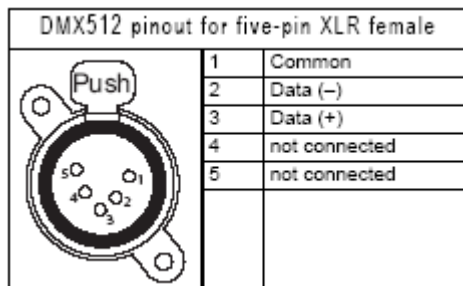 DMX512 pinout for five-pin XLR female
Push
5
1
4
2
3
1 Common
2 Data (–)
3 Data (+)
4 not connected
5 not connected